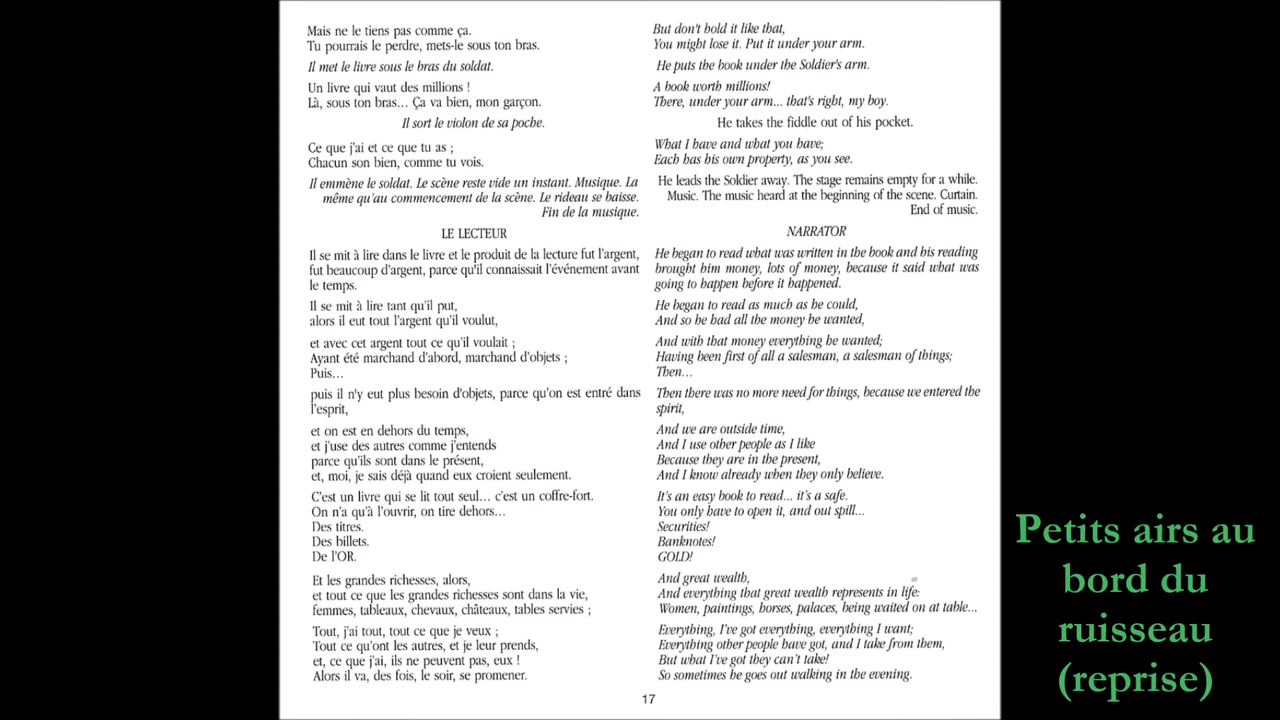 Mais ne le tiens pas comme ça.
Tu pourrais le perdre, mets-le sous ton bras.
Il met le livre sous le bras du soldat.
Un livre qui vaut des millions !
Là, sous ton bras... Ça va bien, mon garçon.
Il sort le violon de sa poche.
Ce que j'ai et ce que tu as ;
Chacun son bien, comme tu vois.
Il emmène le soldat. Le scène reste vide un instant. Musique. La
même qu'au commencement de la scène. Le rideau se baisse.
Fin de la musique.
LE LECTEUR
Il se mit à lire dans le livre et le produit de la lecture fut l'argent,
fut beaucoup d'argent, parce qu'il connaissait l'événement avant
le temps.
Il se mit à lire tant qu'il put,
alors il eut tout l'argent qu'il voulut,
et avec cet argent tout ce qu'il voulait ;
Ayant été marchand d'abord, marchand d'objets ;
Puis...
puis il n'y eut plus besoin d'objets, parce qu'on est entré dans
l'esprit,
et on est en dehors du temps,
et j'use des autres comme j'entends
parce qu'ils sont dans le présent,
et, moi, je sais déjà quand eux croient seulement.
C'est un livre qui se lit tout seul... c'est un coffre-fort.
On n'a qu'à l'ouvrir, on tire dehors...
Des titres.
Des billets.
De l'OR.
Et les grandes richesses, alors,
et tout ce que les grandes richesses sont dans la vie,
femmes, tableaux, chevaux, châteaux, tables servies ;
Tout, j'ai tout, tout ce que je veux ;
Tout ce qu'ont les autres, et je leur prends,
et, ce que j'ai, ils ne peuvent pas, eux !
Alors il va, des fois, le soir, se promener.
But don't hold it like that,
You might lose it. Put it under your arm.
He puts the book under the Soldier's arm.
A book worth millions!
There, under your arm... that's right, my boy.
He takes the fiddle out of his pocket.
What I have and what you have;
Each has his own property, as you see.
He leads the Soldier away. The stage remains empty for a while.
Music. The music heard at the beginning of the scene. Curtain.
End of music.
NARRATOR
He began to read what was written in the book and his reading
brought him money, lots of money, because it said what was
going to happen before it happened.
He began to read as much as he could,
And so he had all the money he wanted,
And with that money everything he wanted;
Having been first of all a salesman, a salesman of things;
Then...
Then there was no more need for things, because we entered the
spirit,
And we are outside time,
And I use other people as I like
Because they are in the present,
And I know already when they only believe.
It's an easy book to read... it's a safe.
You only have to open it, and out spill...
Securities!
Banknotes!
GOLD!
And great wealth,
And everything that great wealth represents in life:
Women, paintings, horses, palaces, being waited on at table...
Everything, I've got everything, everything I want;
Everything other people have got, and I take from them,
But what I've got they can't take!
So sometimes he goes out walking in the evening.
17
Petits airs au
bord du
ruisseau
(reprise)